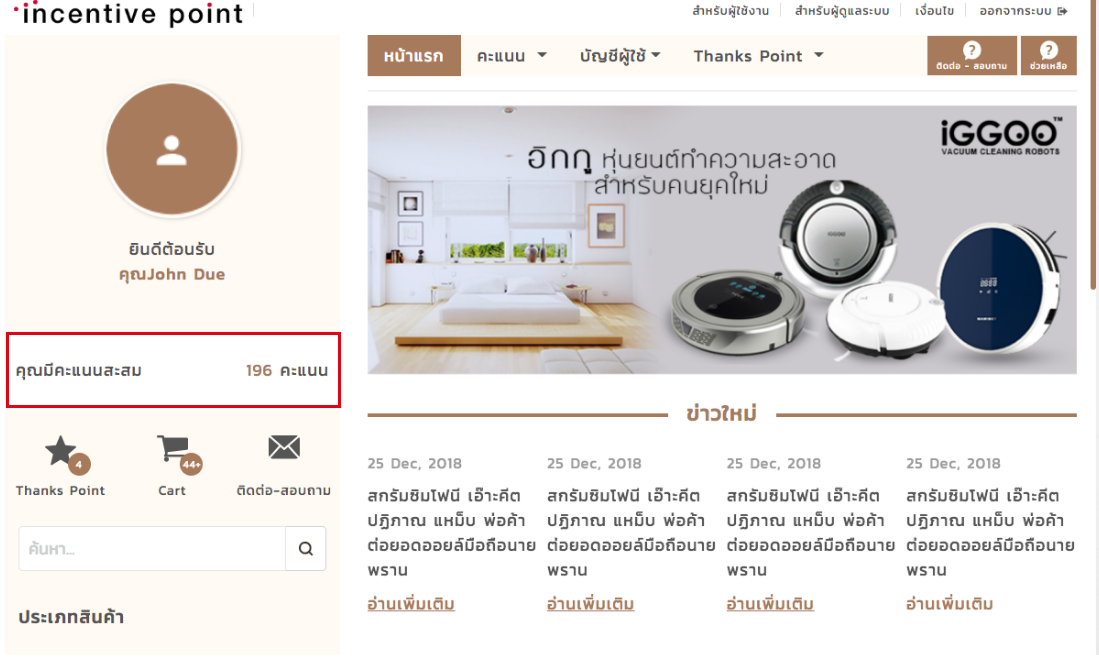 incentive point
สำหรับผู้ใช้งาน
สำหรับผู้ดูแลระบบ
เงื่อนไข
ออกจากระบบ
หน้าแรก
คะแนน
บัญชีผู้ใช้
Thanks Point
ติดต่อ - สอบถาม
ช่วยเหลือ
ยินดีต้อนรับ
คุณJohn Due
คุณมีคะแนนสะสม 196 คะแนน
4
44+
Thanks Point
Cart
ติดต่อ-สอบถาม
ค้นหา...
ประเภทสินค้า
iGGOO™
VACUUM CLEANING ROBOTS
อิกกู หุ่นยนต์ทำความสะอาด
สำหรับคนยุคใหม่
ข่าวใหม่
25 Dec, 2018
สกรัมซิมโฟนี เอ๊าะคีต
ปฏิภาณ แหม็บ พ่อค้า
ต่อยอดออยล์มือถือนาย
พราน
อ่านเพิ่มเติม
25 Dec, 2018
สกรัมซิมโฟนี เอ๊าะคีต
ปฏิภาณ แหม็บ พ่อค้า
ต่อยอดออยล์มือถือนาย
พราน
อ่านเพิ่มเติม
25 Dec, 2018
สกรัมซิมโฟนี เอ๊าะคีต
ปฏิภาณ แหม็บ พ่อค้า
ต่อยอดออยล์มือถือนาย
พราน
อ่านเพิ่มเติม
25 Dec, 2018
สกรัมซิมโฟนี เอ๊าะคีต
ปฏิภาณ แหม็บ พ่อค้า
ต่อยอดออยล์มือถือนาย
พราน
อ่านเพิ่มเติม